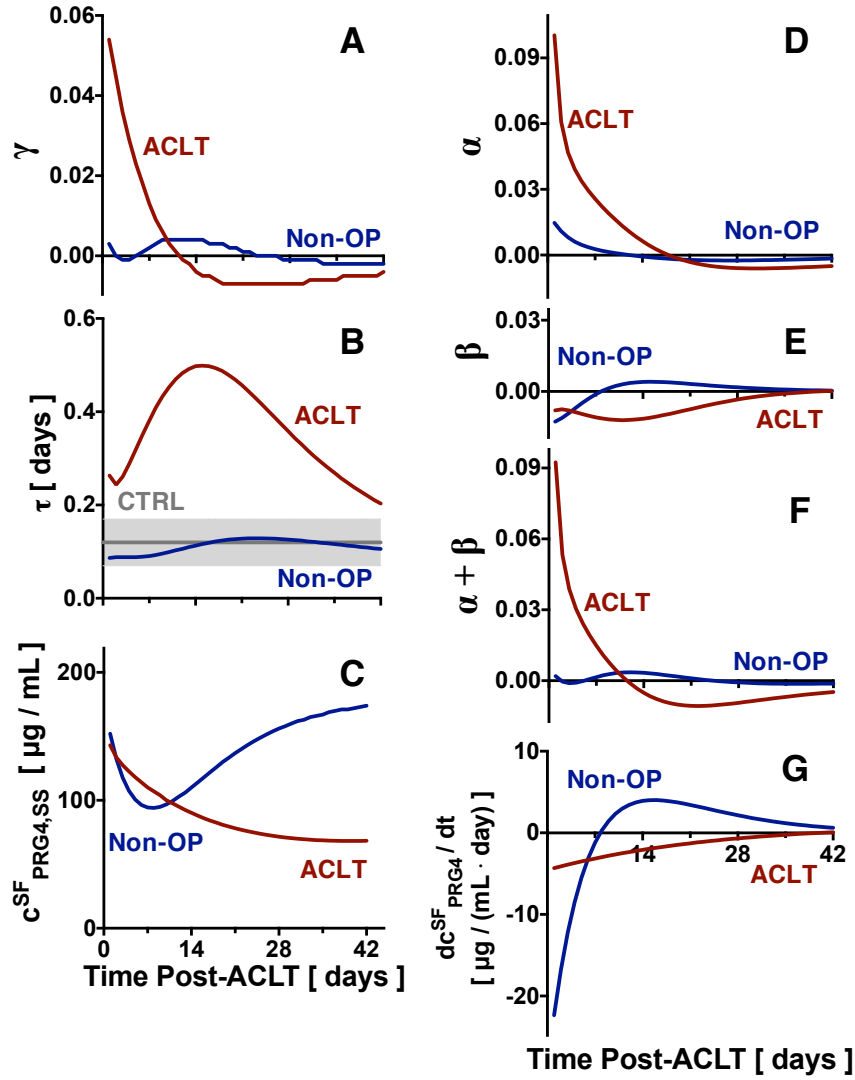 A
γ
0.06
0.04
0.02
0.00
ACLT
Non-OP
B
τ [ days ]
0.6
0.4
0.2
0.0
ACLT
CTRL
Non-OP
C
c^SF_PRG4,SS [ µg / mL ]
200
100
0
Non-OP
ACLT
0 14 28 42
Time Post-ACLT [ days ]
D
α
0.09
0.06
0.03
0.00
ACLT
Non-OP
E
β
0.03
0.00
Non-OP
ACLT
F
α + β
0.09
0.06
0.03
0.00
ACLT
Non-OP
G
dc^SF_PRG4 / dt
[ µg / (mL · day) ]
10
0
-10
-20
Non-OP
ACLT
14 28 42
Time Post-ACLT [ days ]